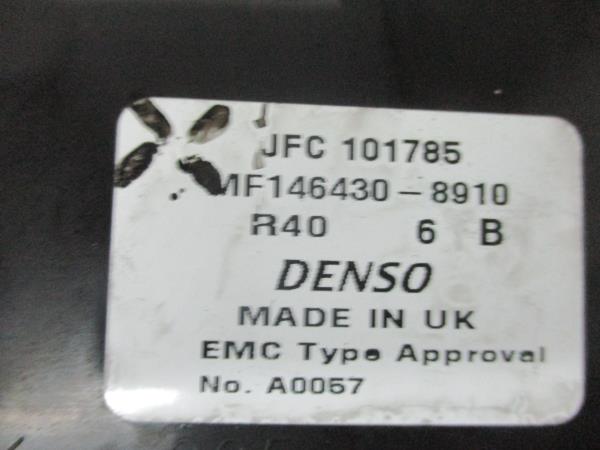 JFC 101785
MF146430-8910
R40 6 B
DENSO
MADE IN UK
EMC Type Approval
No. A0057